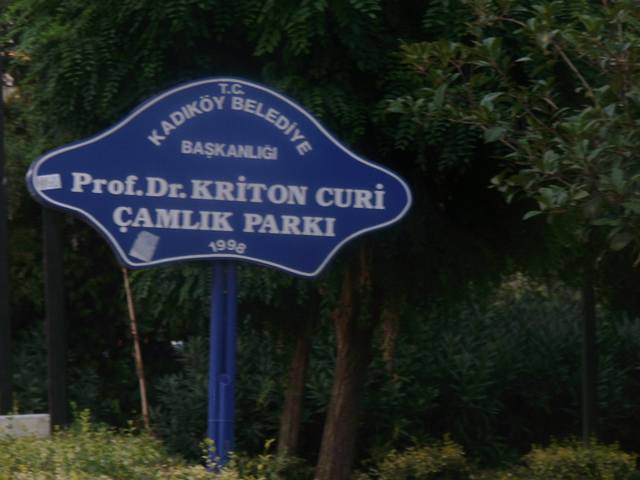 T.C.
KADIKÖY BELEDİYE
BAŞKANLIĞI
Prof.Dr.KRİTON CURİ
ÇAMLIK PARKI
1998